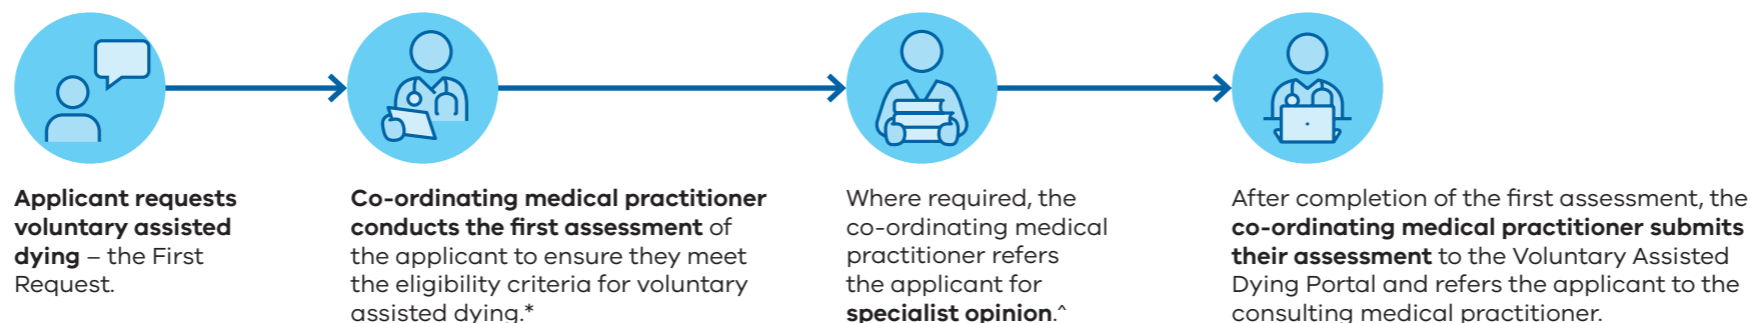 Applicant requests
voluntary assisted
dying – the First
Request.
Co-ordinating medical practitioner
conducts the first assessment of
the applicant to ensure they meet
the eligibility criteria for voluntary
assisted dying.*
Where required, the
co-ordinating medical
practitioner refers
the applicant for
specialist opinion.^
After completion of the first assessment, the
co-ordinating medical practitioner submits
their assessment to the Voluntary Assisted
Dying Portal and refers the applicant to the
consulting medical practitioner.